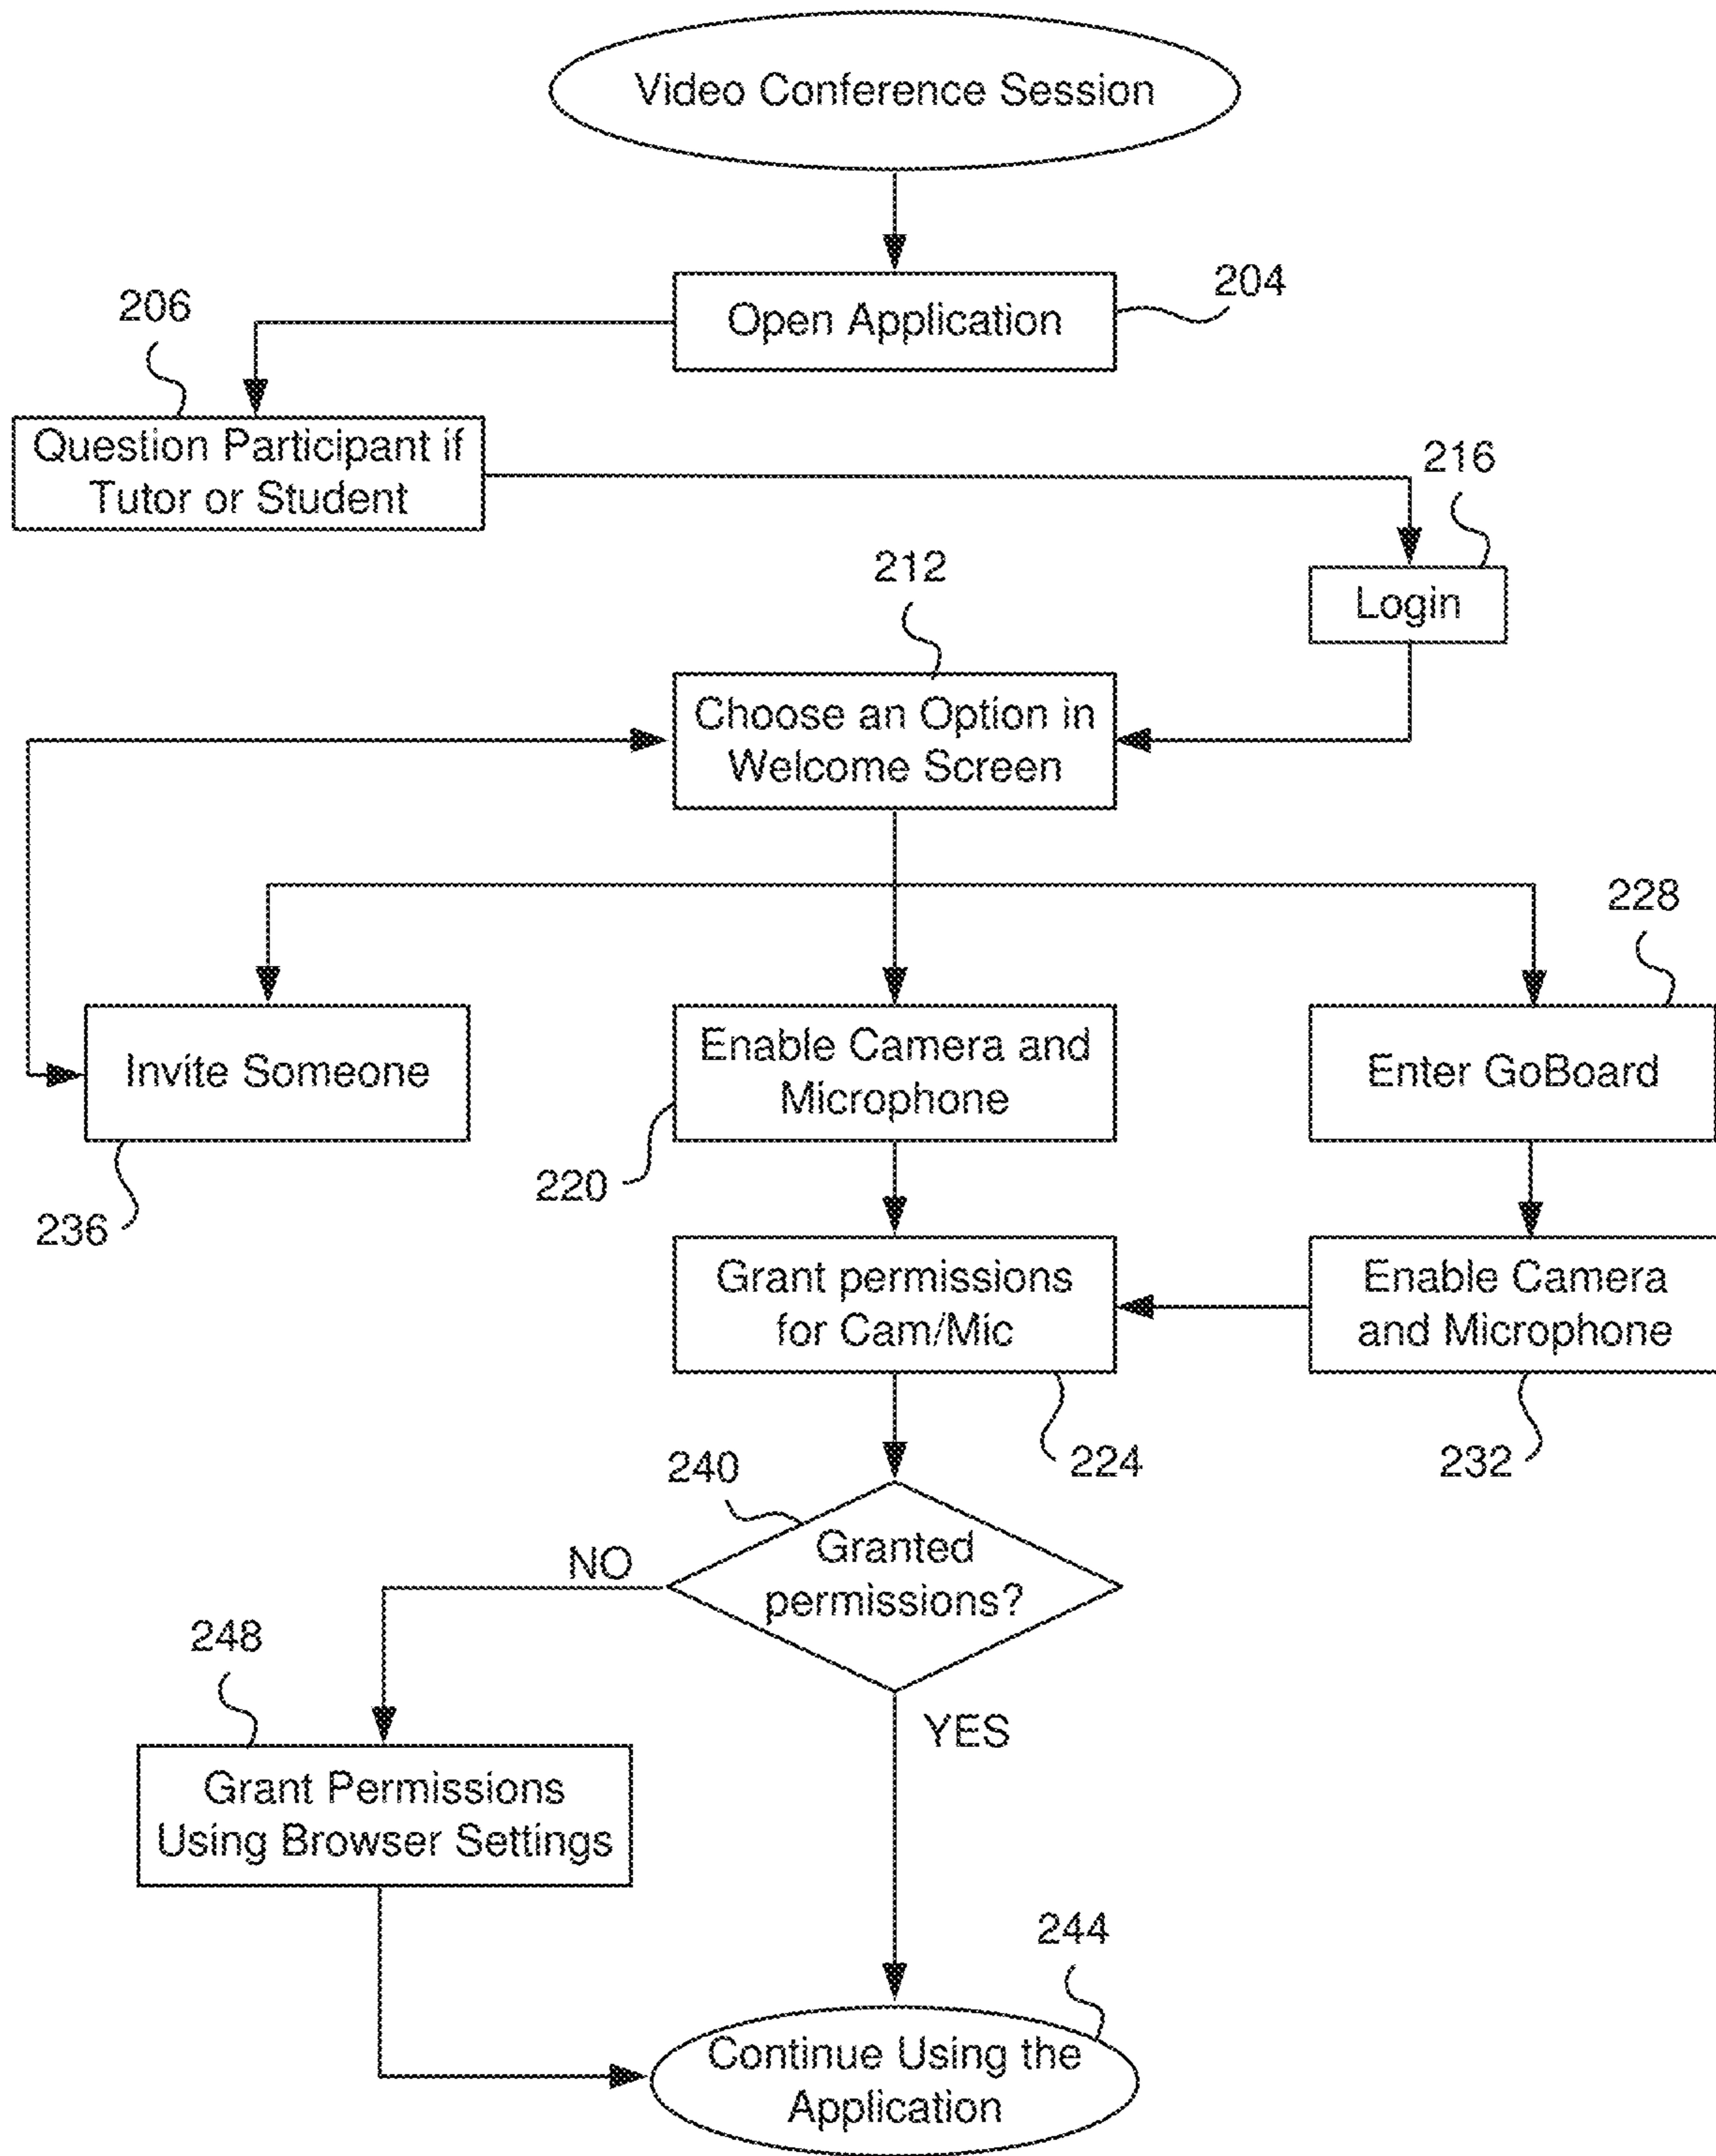 Video Conference Session
204
Open Application
206
Question Participant if
Tutor or Student
216
Login
212
Choose an Option in
Welcome Screen
228
Invite Someone
236
Enable Camera and
Microphone
220
Enter GoBoard
Grant permissions
for Cam/Mic
224
Enable Camera
and Microphone
232
240
Granted
permissions?
NO
YES
248
Grant Permissions
Using Browser Settings
244
Continue Using the
Application